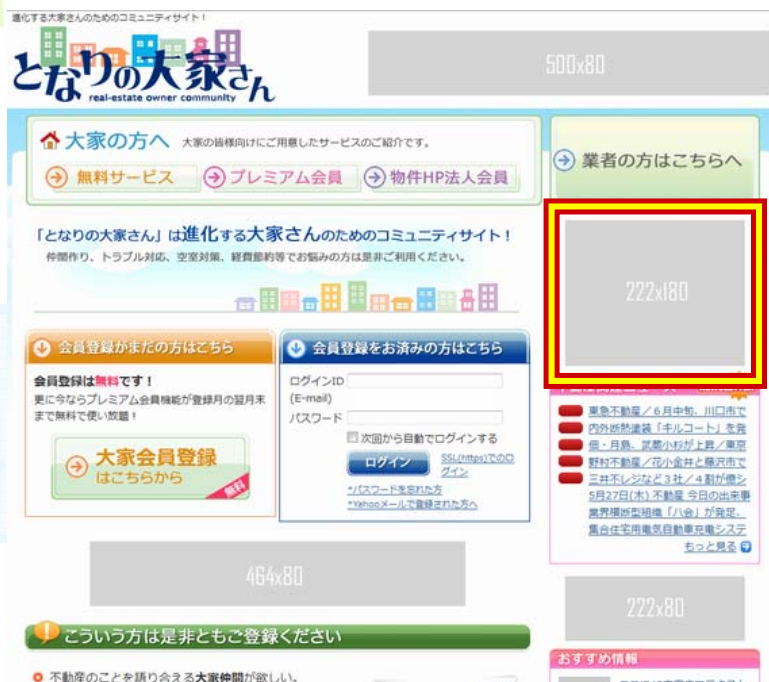 進化する大家さんのためのコミュニティサイト！
となりの大家さん
real-estate owner community
500x80
大家の方へ 大家の皆様向けにご用意したサービスのご紹介です。
無料サービス プレミアム会員 物件HP法人会員
業者の方はこちらへ
「となりの大家さん」は進化する大家さんのためのコミュニティサイト！
仲間作り、トラブル対応、空室対策、経費節約等でお悩みの方は是非ご利用ください。
222x180
会員登録がまだの方はこちら
会員登録は無料です！
更に今ならプレミアム会員機能が登録月の翌月末
まで無料で使い放題！
大家会員登録
はこちらから
無料
会員登録をお済みの方はこちら
ログインID
(E-mail)
パスワード
次回から自動でログインする
ログイン
SSL(https)でのロ
グイン
*パスワードを忘れた方
*Yahooメールで登録された方へ
東急不動産／6月中旬、川口市で
内外断熱塗装「キルコート」を発
佃・月島、武蔵小杉が上昇／東京
野村不動産／花小金井と藤沢市で
三井不レジなど３社／４割が億シ
5月27日(木) 不動産 今日の出来事
業界横断型組織「八会」が発足、
集合住宅用電気自動車充電システ
もっと見る
464x80
222x80
こういう方は是非ともご登録ください
不動産のことを語り合える大家仲間が欲しい。
おすすめ情報